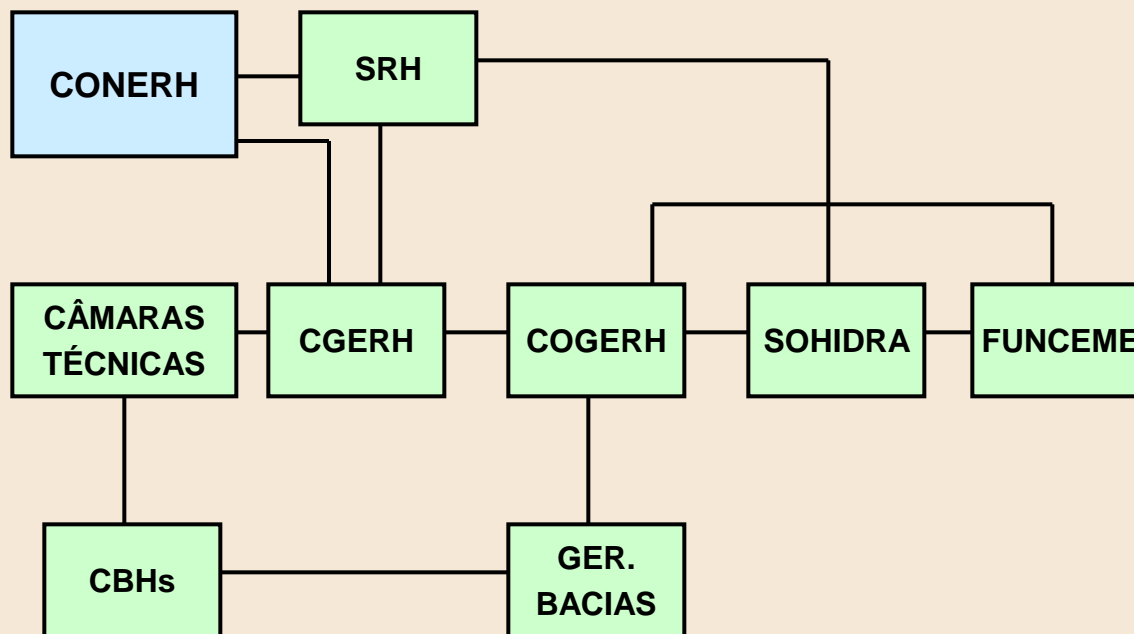 CONERH
SRH
CÂMARAS
TÉCNICAS
CGERH
COGERH
SOHIDRA
FUNCEME
CBHs
GER.
BACIAS